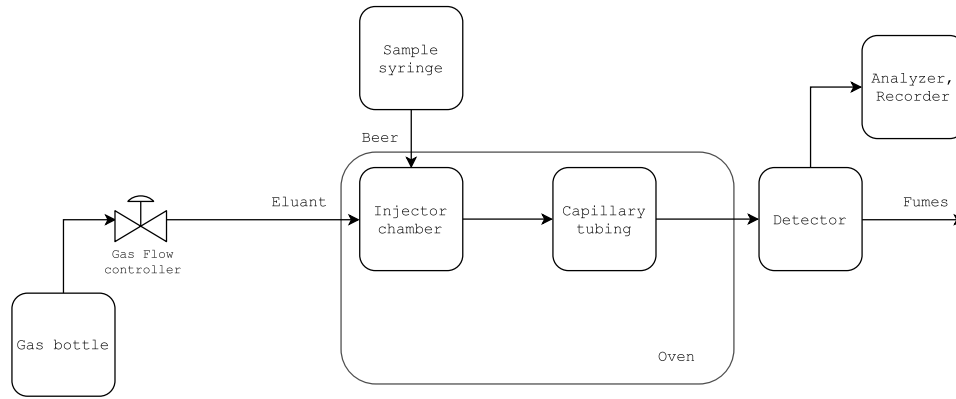 Sample
syringe
Analyzer,
Recorder
Beer
Eluant
Injector
chamber
Capillary
tubing
Detector
Fumes
Gas Flow
controller
Gas bottle
Oven